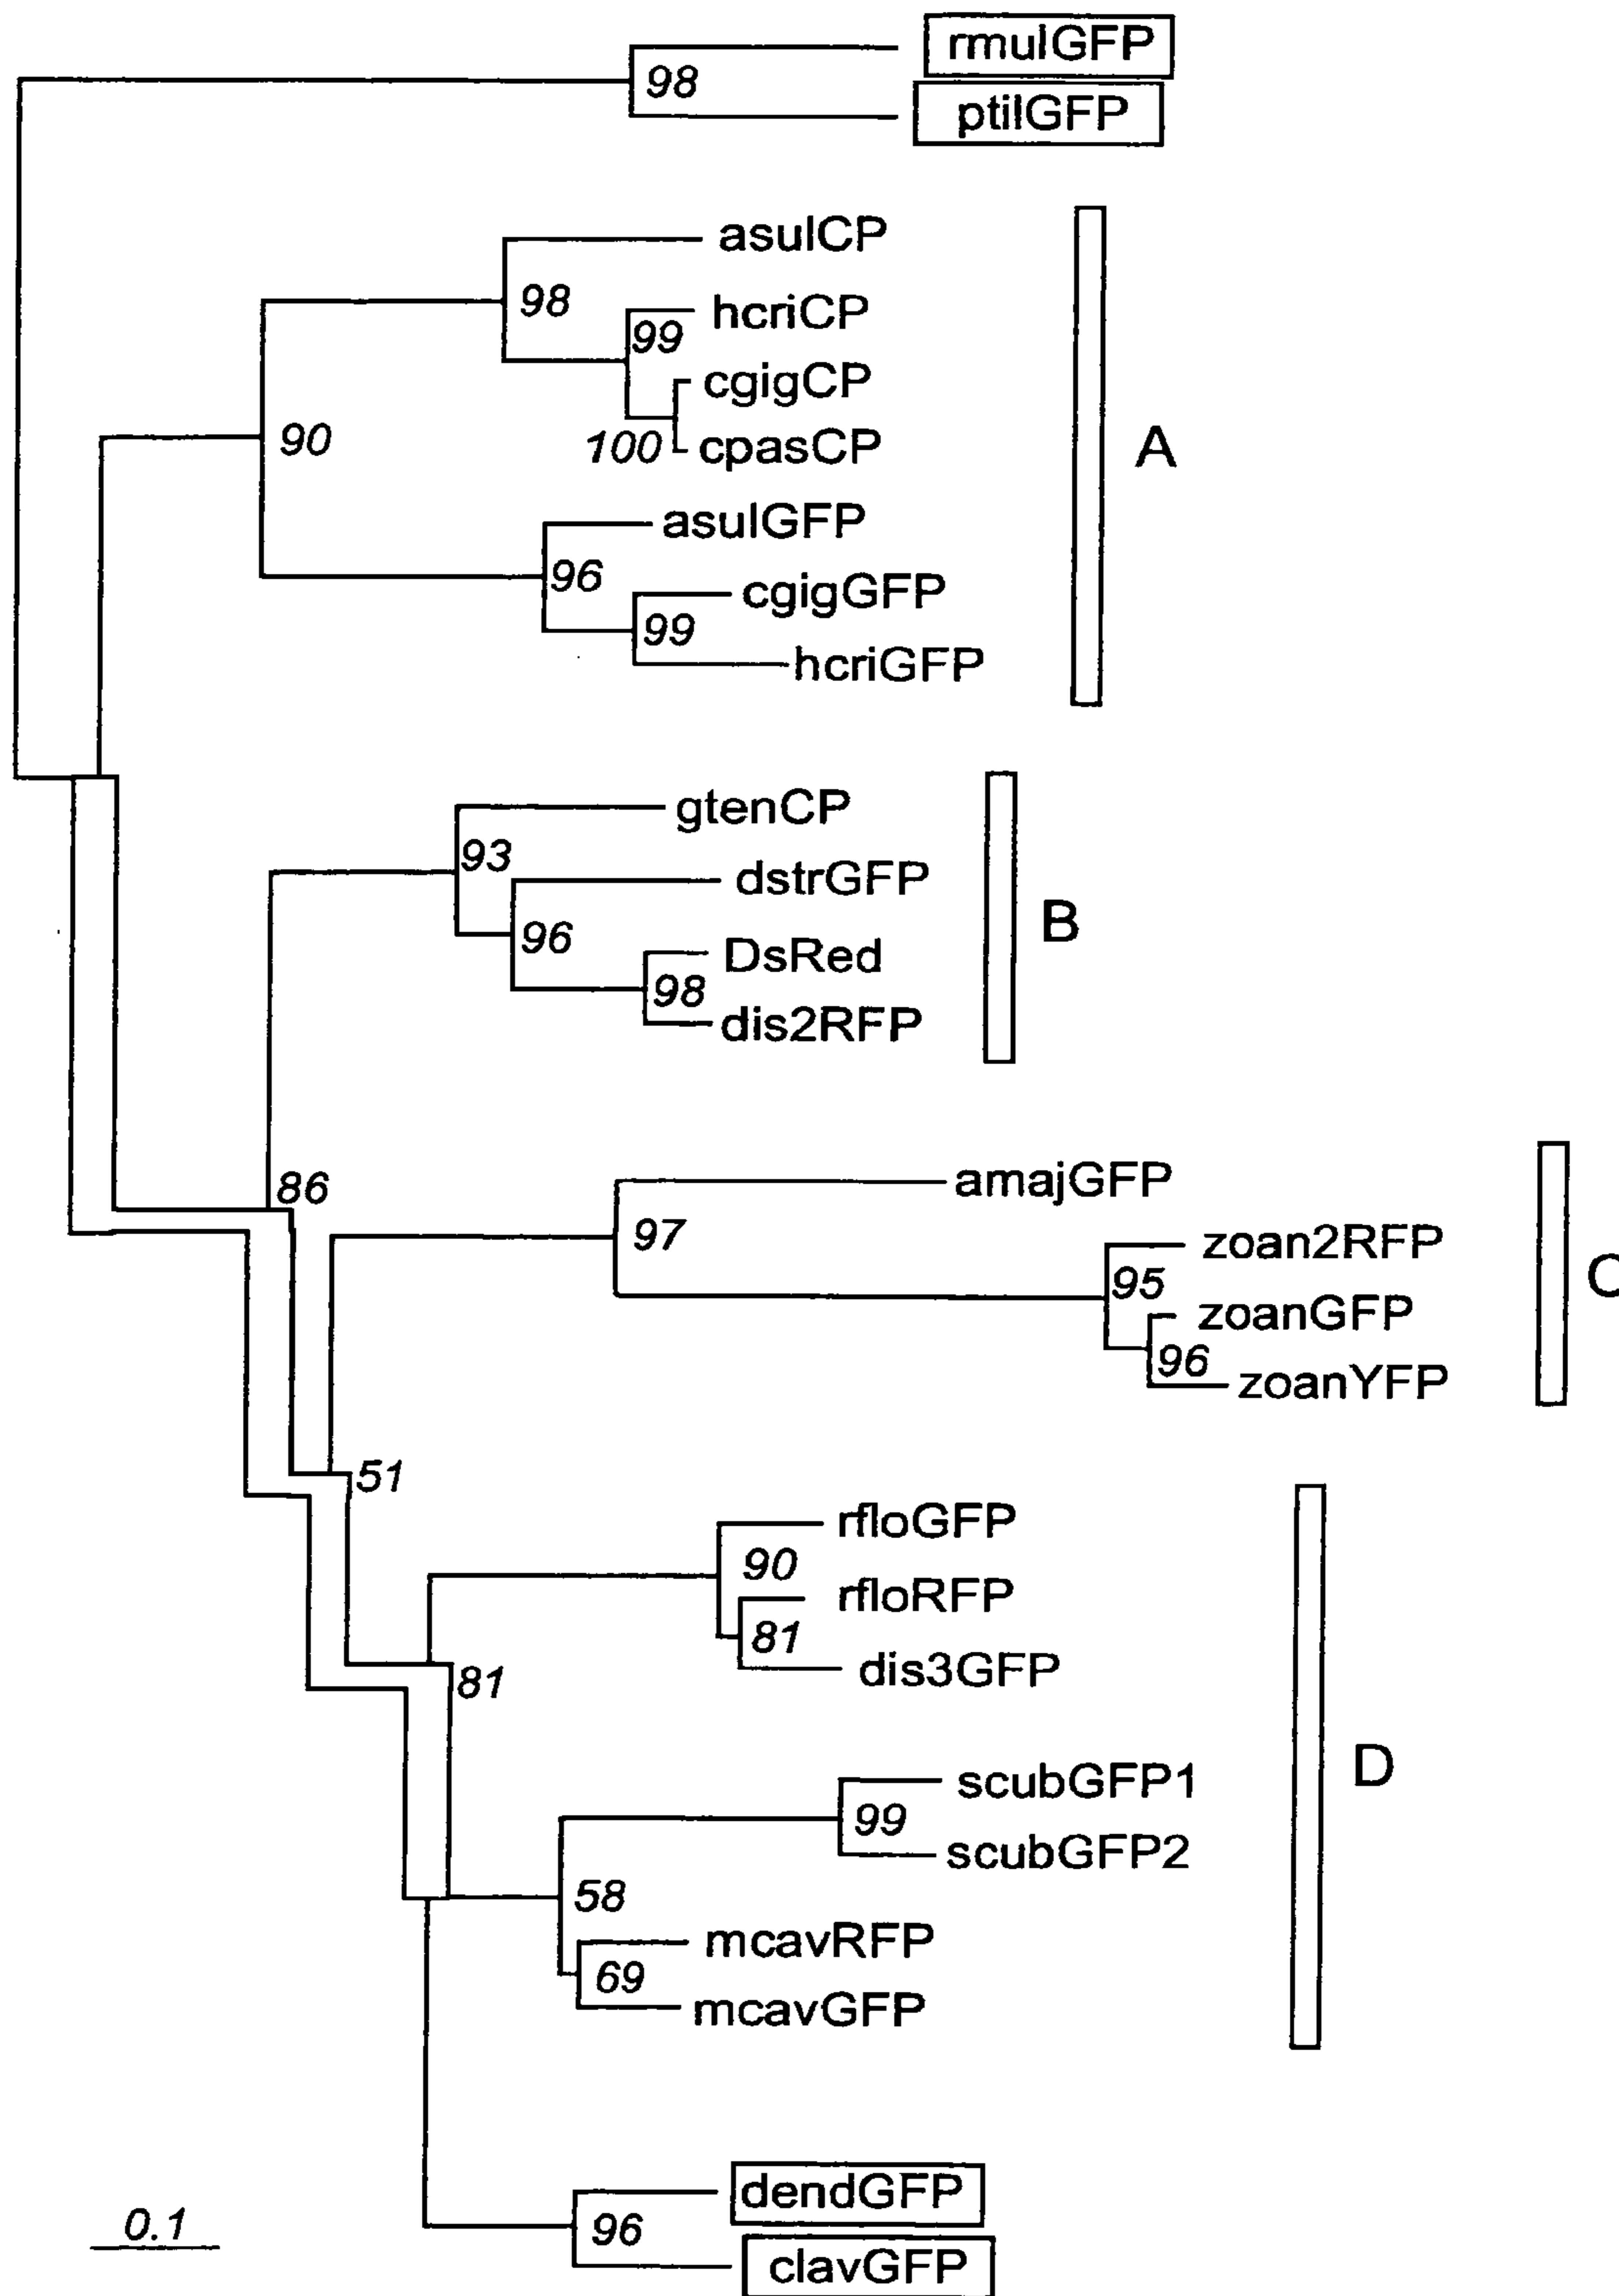 rmulGFP
98
ptilGFP
asulCP
98
hcriCP
99
cgigCP
90
100
cpasCP
A
asulGFP
96
cgigGFP
99
hcriGFP
gtenCP
93
dstrGFP
96
B
DsRed
98
dis2RFP
86
amajGFP
97
zoan2RFP
95
C
zoanGFP
96
zoanYFP
51
rfloGFP
90
rfloRFP
81
dis3GFP
81
D
scubGFP1
99
scubGFP2
58
mcavRFP
69
mcavGFP
dendGFP
0.1
96
clavGFP